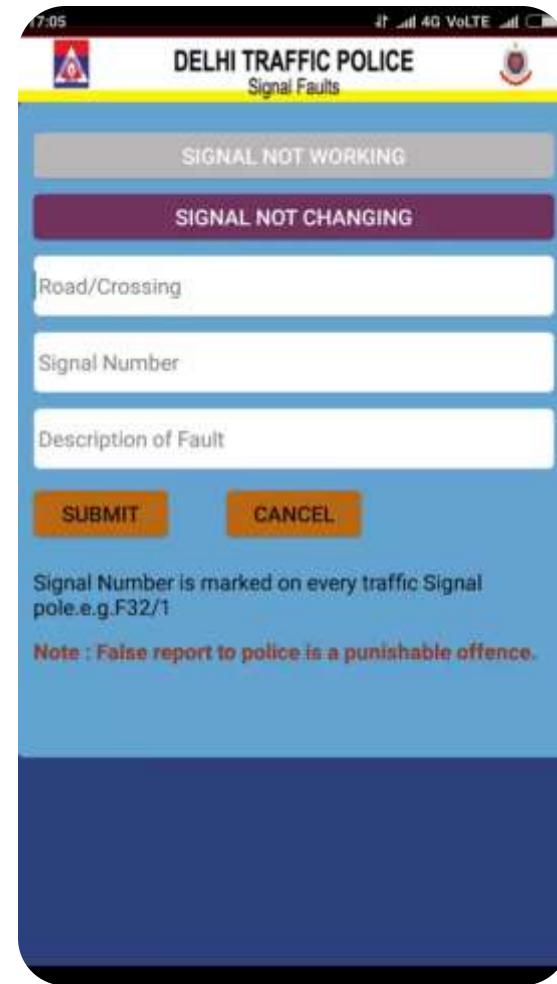 17:05 4G VoLTE
DELHI TRAFFIC POLICE
Signal Faults
SIGNAL NOT WORKING
SIGNAL NOT CHANGING
Road/Crossing
Signal Number
Description of Fault
SUBMIT CANCEL
Signal Number is marked on every traffic Signal
pole.e.g.F32/1
Note : False report to police is a punishable offence.